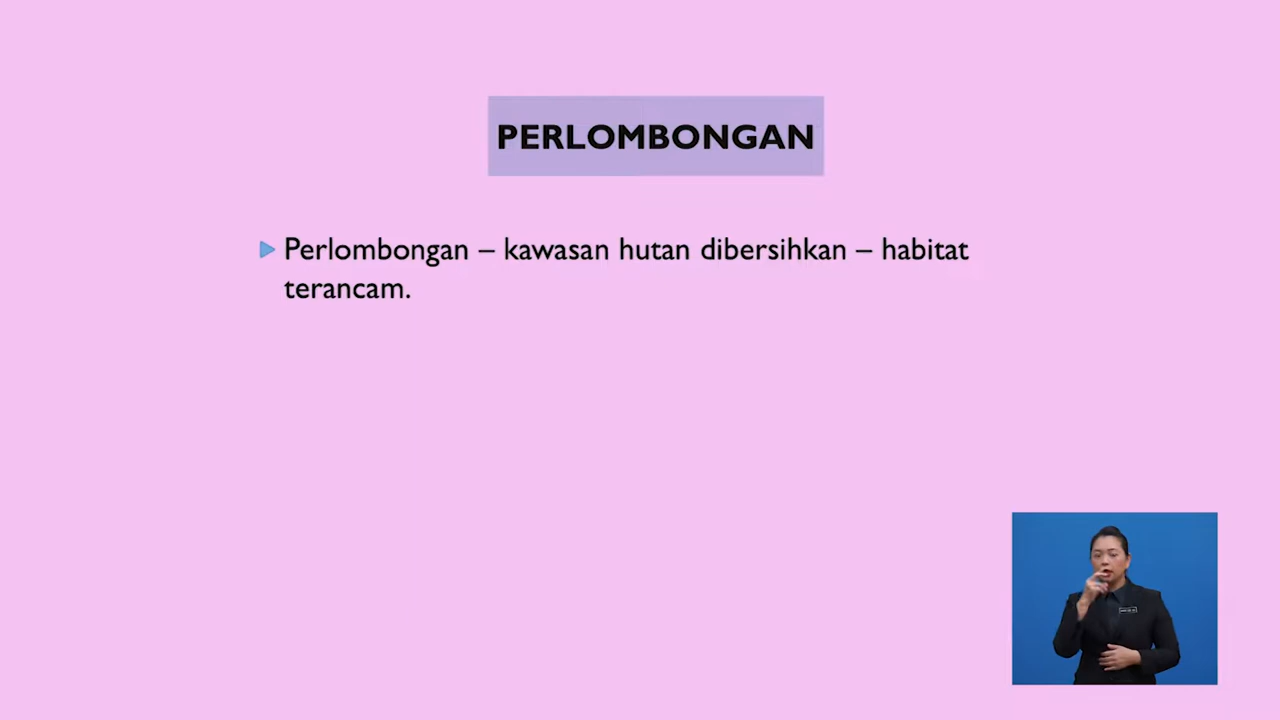 PERLOMBONGAN
Perlombongan – kawasan hutan dibersihkan – habitat
terancam.